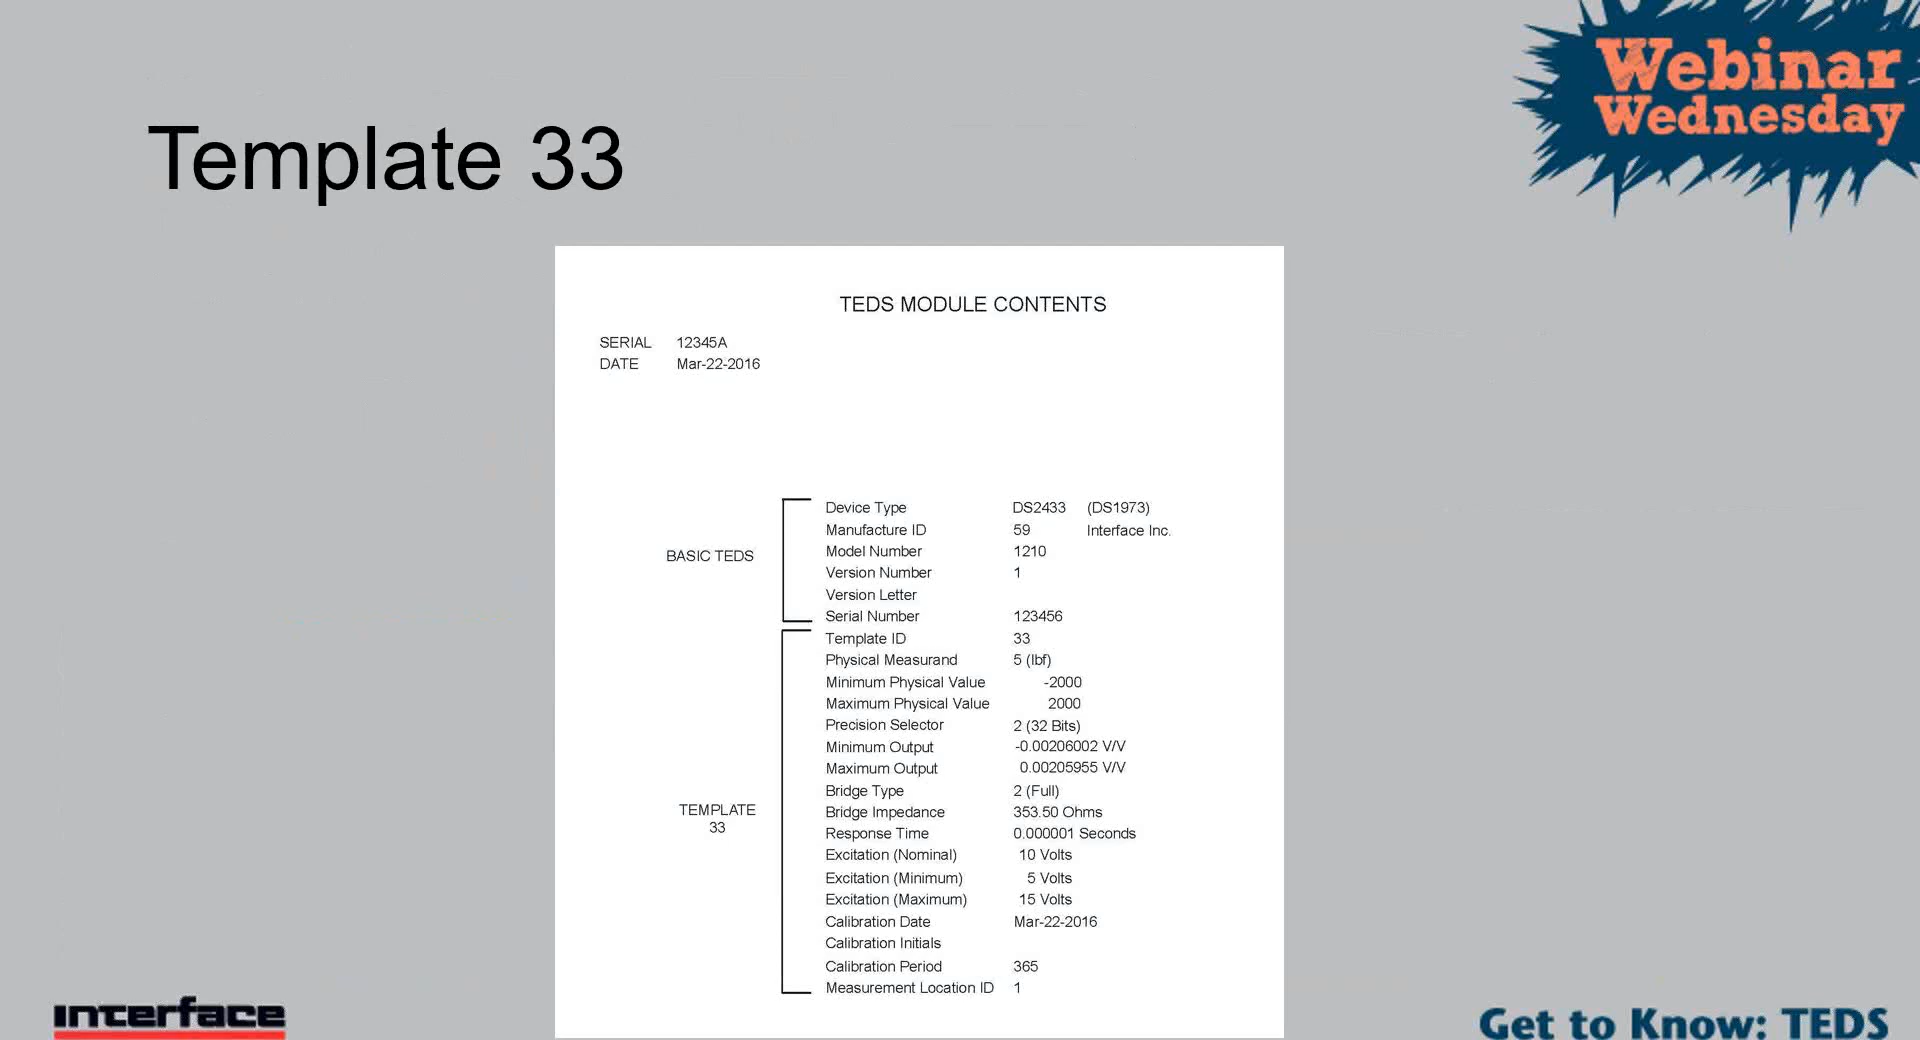 Webinar
Wednesday
Template 33
TEDS MODULE CONTENTS
SERIAL 12345A
DATE Mar-22-2016
BASIC TEDS
Device Type DS2433 (DS1973)
Manufacture ID 59 Interface Inc.
Model Number 1210
Version Number 1
Version Letter
Serial Number 123456
TEMPLATE
33
Template ID 33
Physical Measurand 5 (lbf)
Minimum Physical Value -2000
Maximum Physical Value 2000
Precision Selector 2 (32 Bits)
Minimum Output -0.00206002 V/V
Maximum Output 0.00205955 V/V
Bridge Type 2 (Full)
Bridge Impedance 353.50 Ohms
Response Time 0.000001 Seconds
Excitation (Nominal) 10 Volts
Excitation (Minimum) 5 Volts
Excitation (Maximum) 15 Volts
Calibration Date Mar-22-2016
Calibration Initials
Calibration Period 365
Measurement Location ID 1
interface
Get to Know: TEDS